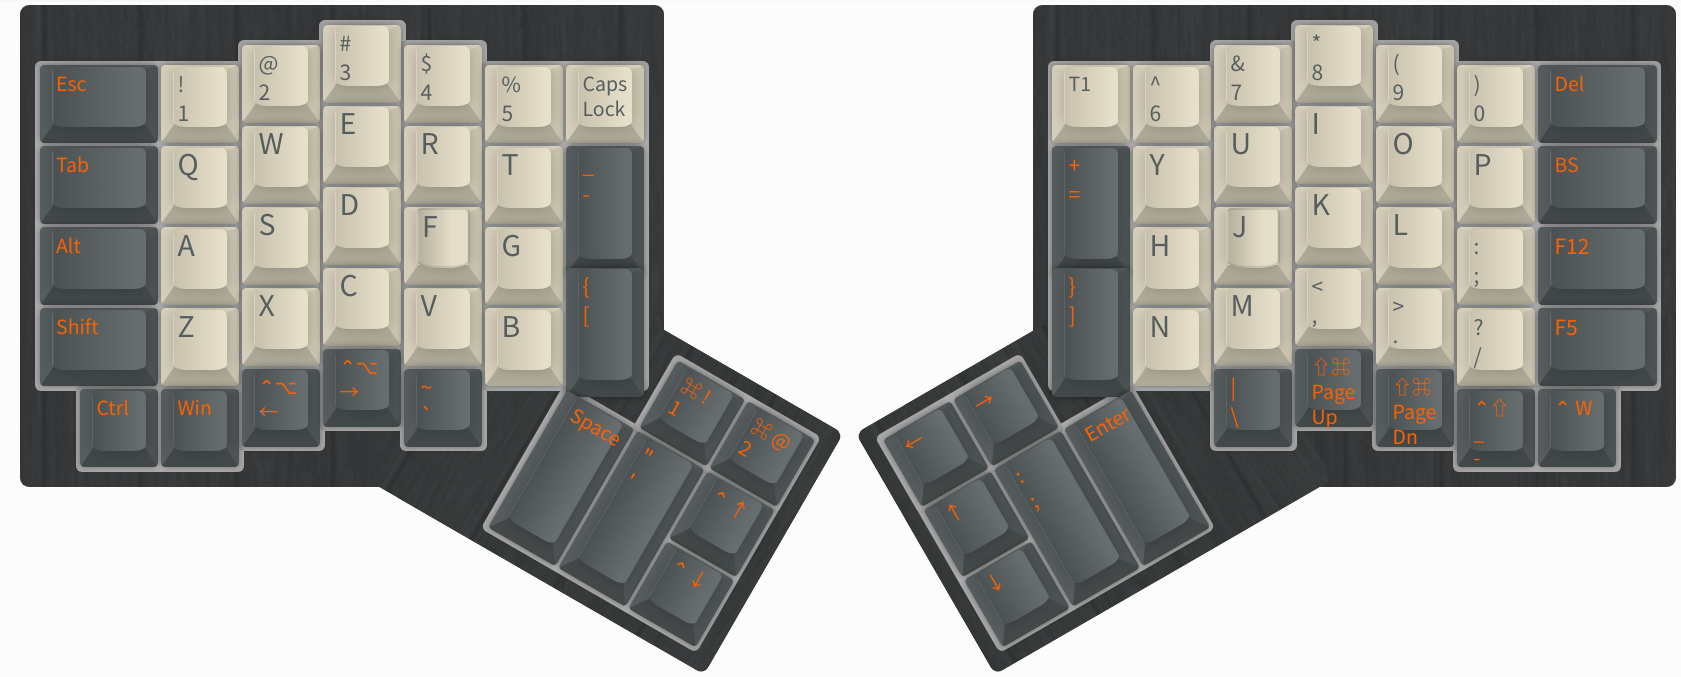 Esc
!
1
@
2
#
3
$
4
%
5
Caps
Lock
Tab
Q
W
E
R
T
_
-
Alt
A
S
D
F
G
{
[
Shift
Z
X
C
V
B
Ctrl
Win
⌃⌥
←
⌃⌥
→
~
`
Space
"
'
⌘!
1
⌘@
2
⌃ ↑
⌃ ↓
T1
^
6
&
7
*
8
(
9
)
0
Del
+
=
Y
U
I
O
P
BS
}
]
H
J
K
L
:
;
F12
N
M
<
,
>
.
?
/
F5
|
\
⇧⌘
Page
Up
⇧⌘
Page
Dn
⌃⇧
_
-
⌃ W
←
→
↑
↓
:
;
Enter